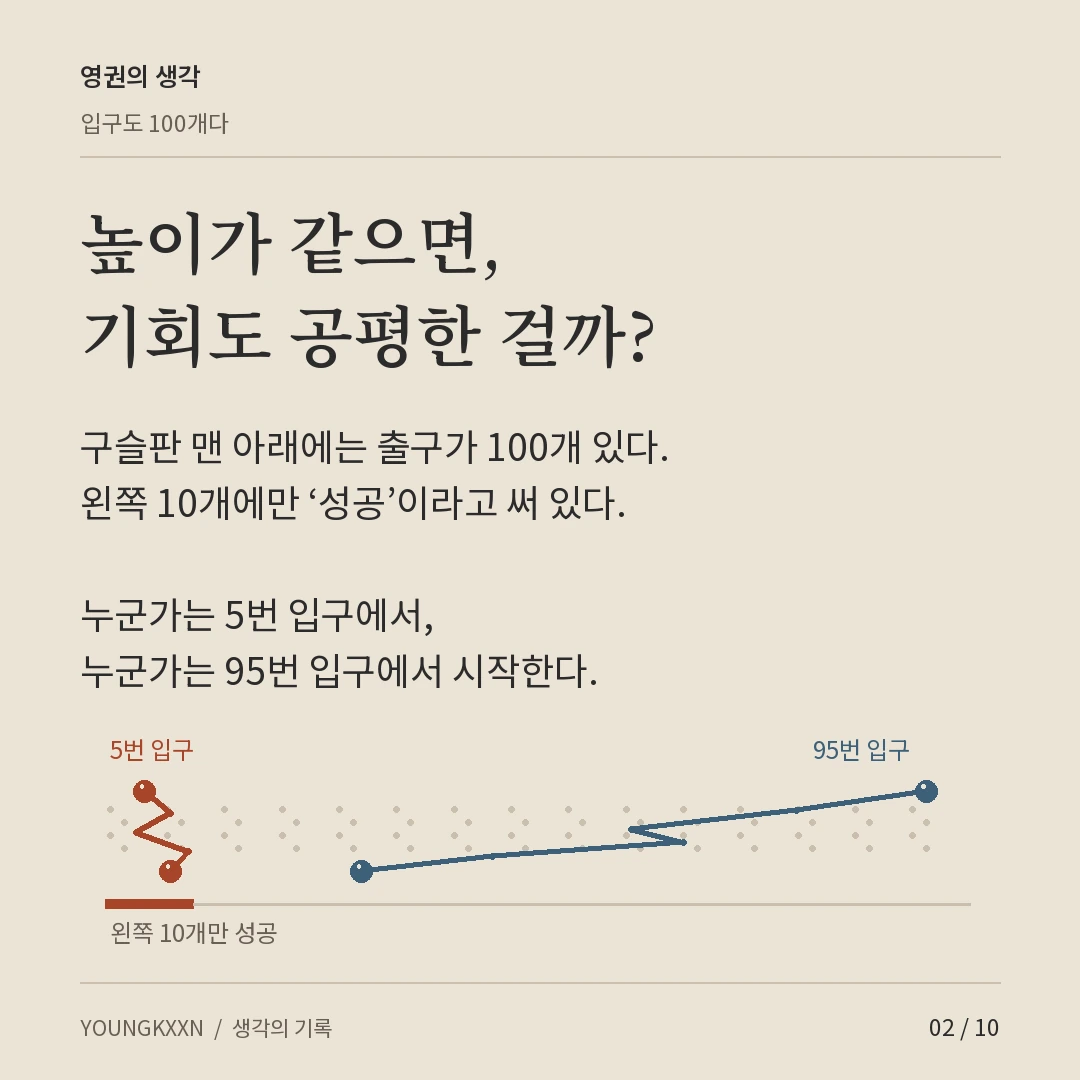 영권의 생각
입구도 100개다
높이가 같으면,
기회도 공평한 걸까?
구슬판 맨 아래에는 출구가 100개 있다.
왼쪽 10개에만 ‘성공’이라고 써 있다.
누군가는 5번 입구에서,
누군가는 95번 입구에서 시작한다.
5번 입구
95번 입구
왼쪽 10개만 성공
YOUNGKXXN / 생각의 기록
02 / 10